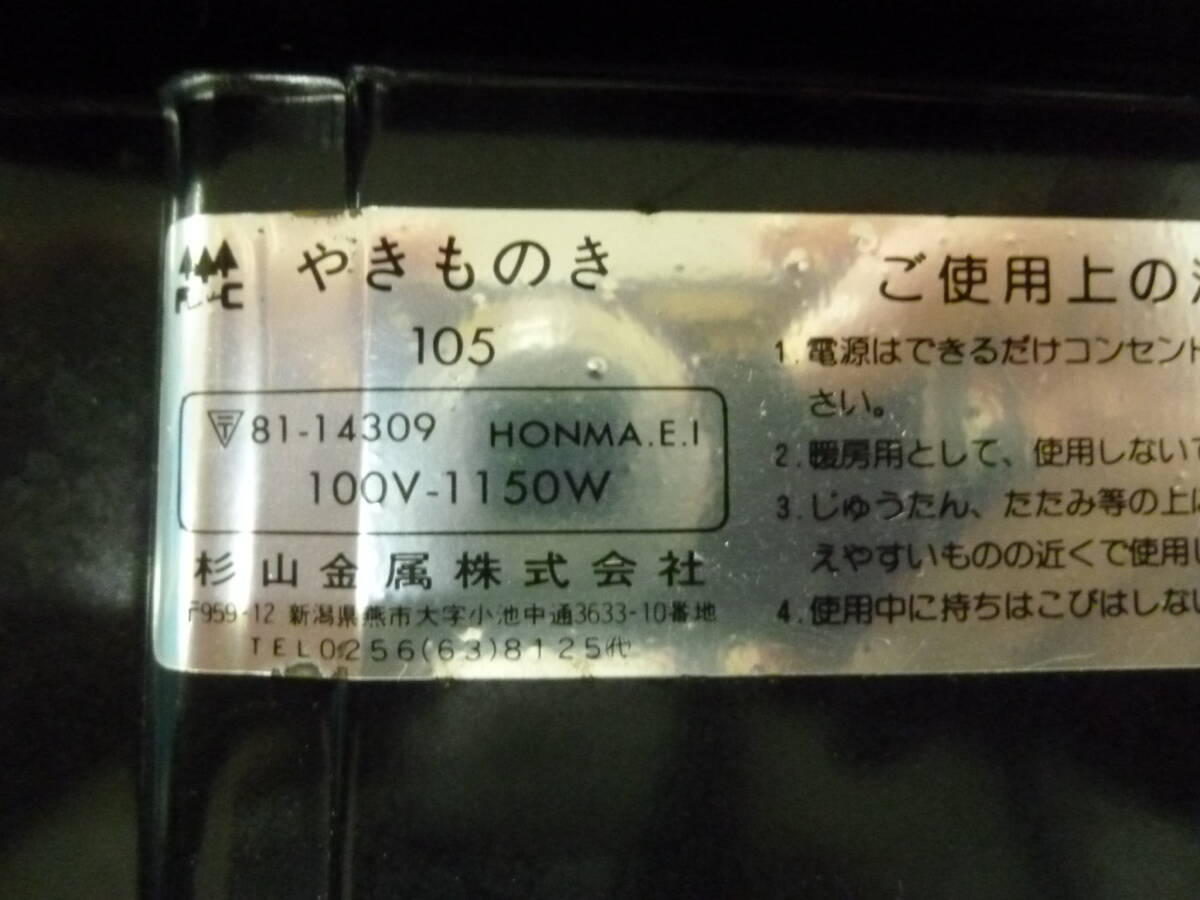 やきものき
105
〒81-14309 HONMA.E.I
100V-1150W
杉山金属株式会社
〒959-12 新潟県燕市大字小池中通3633-10番地
TEL0256(63)8125㈹
ご使用上の
1.電源はできるだけコンセント
さい。
2.暖房用として、使用しないで
3.じゅうたん、たたみ等の上に
えやすいものの近くで使用し
4.使用中に持ちはこびはしない